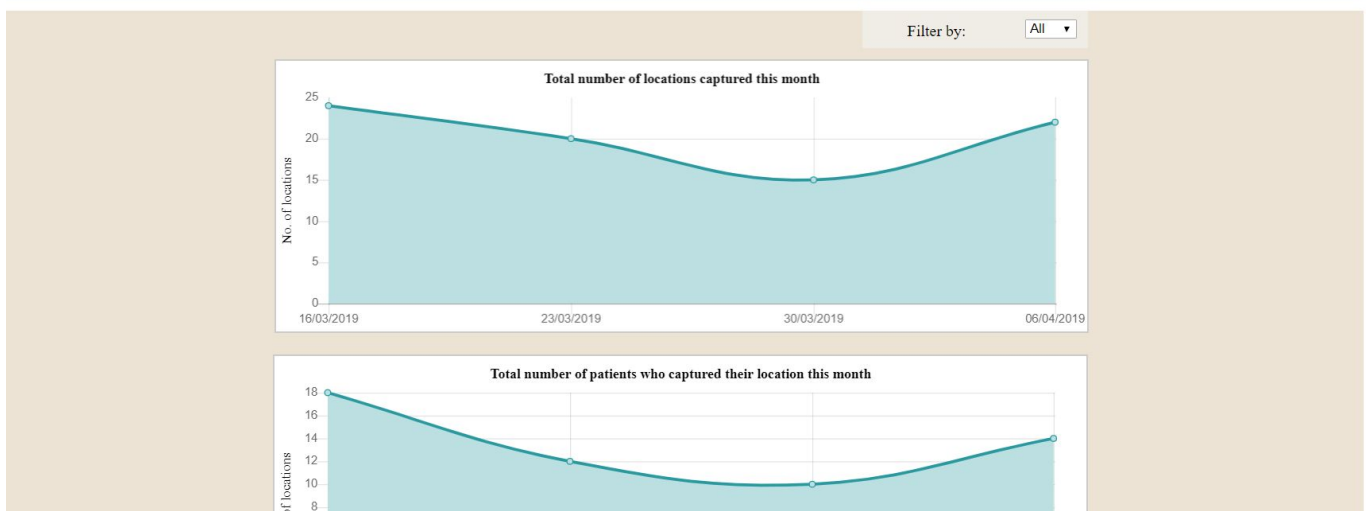 Filter by: All
Total number of locations captured this month
25
20
15
10
5
0
No. of locations
16/03/2019 23/03/2019 30/03/2019 06/04/2019
Total number of patients who captured their location this month
18
16
14
12
10
8
of locations